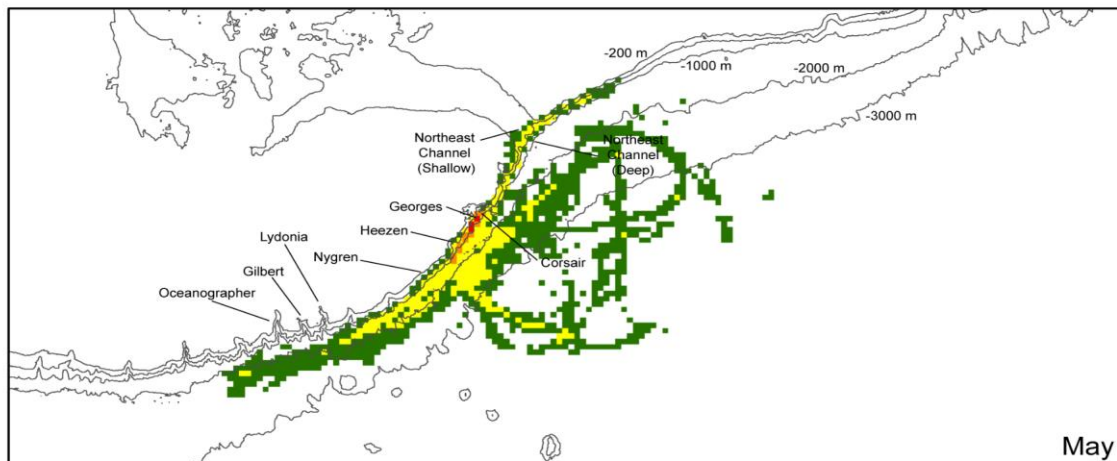 -200 m
-1000 m
-2000 m
-3000 m
Northeast
Channel
(Shallow)
Northeast
Channel
(Deep)
Georges
Heezen
Lydonia
Nygren
Corsair
Gilbert
Oceanographer
May